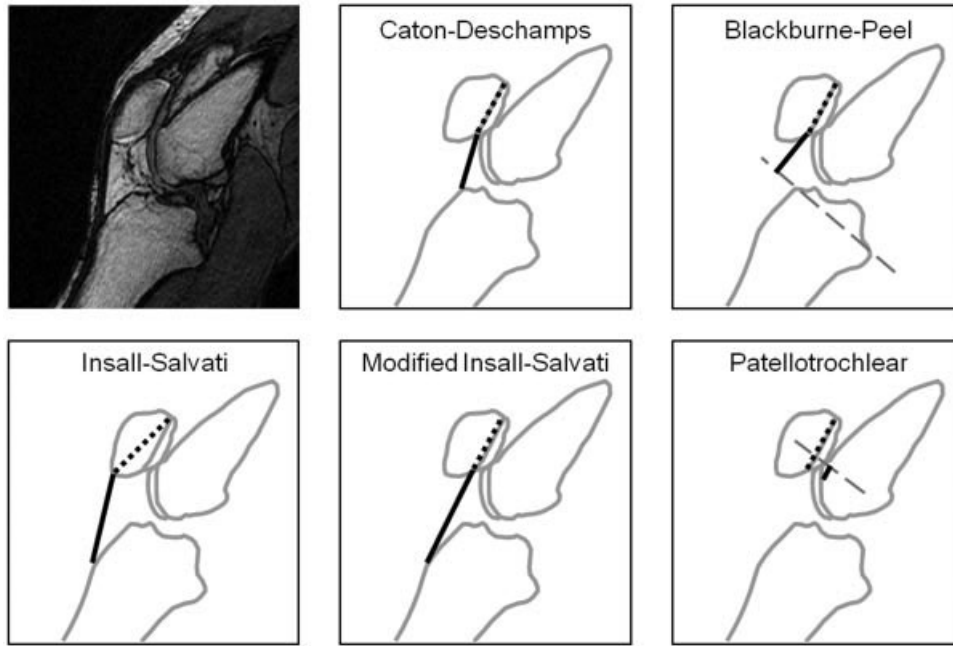 Caton-Deschamps
Blackburne-Peel
Insall-Salvati
Modified Insall-Salvati
Patellotrochlear